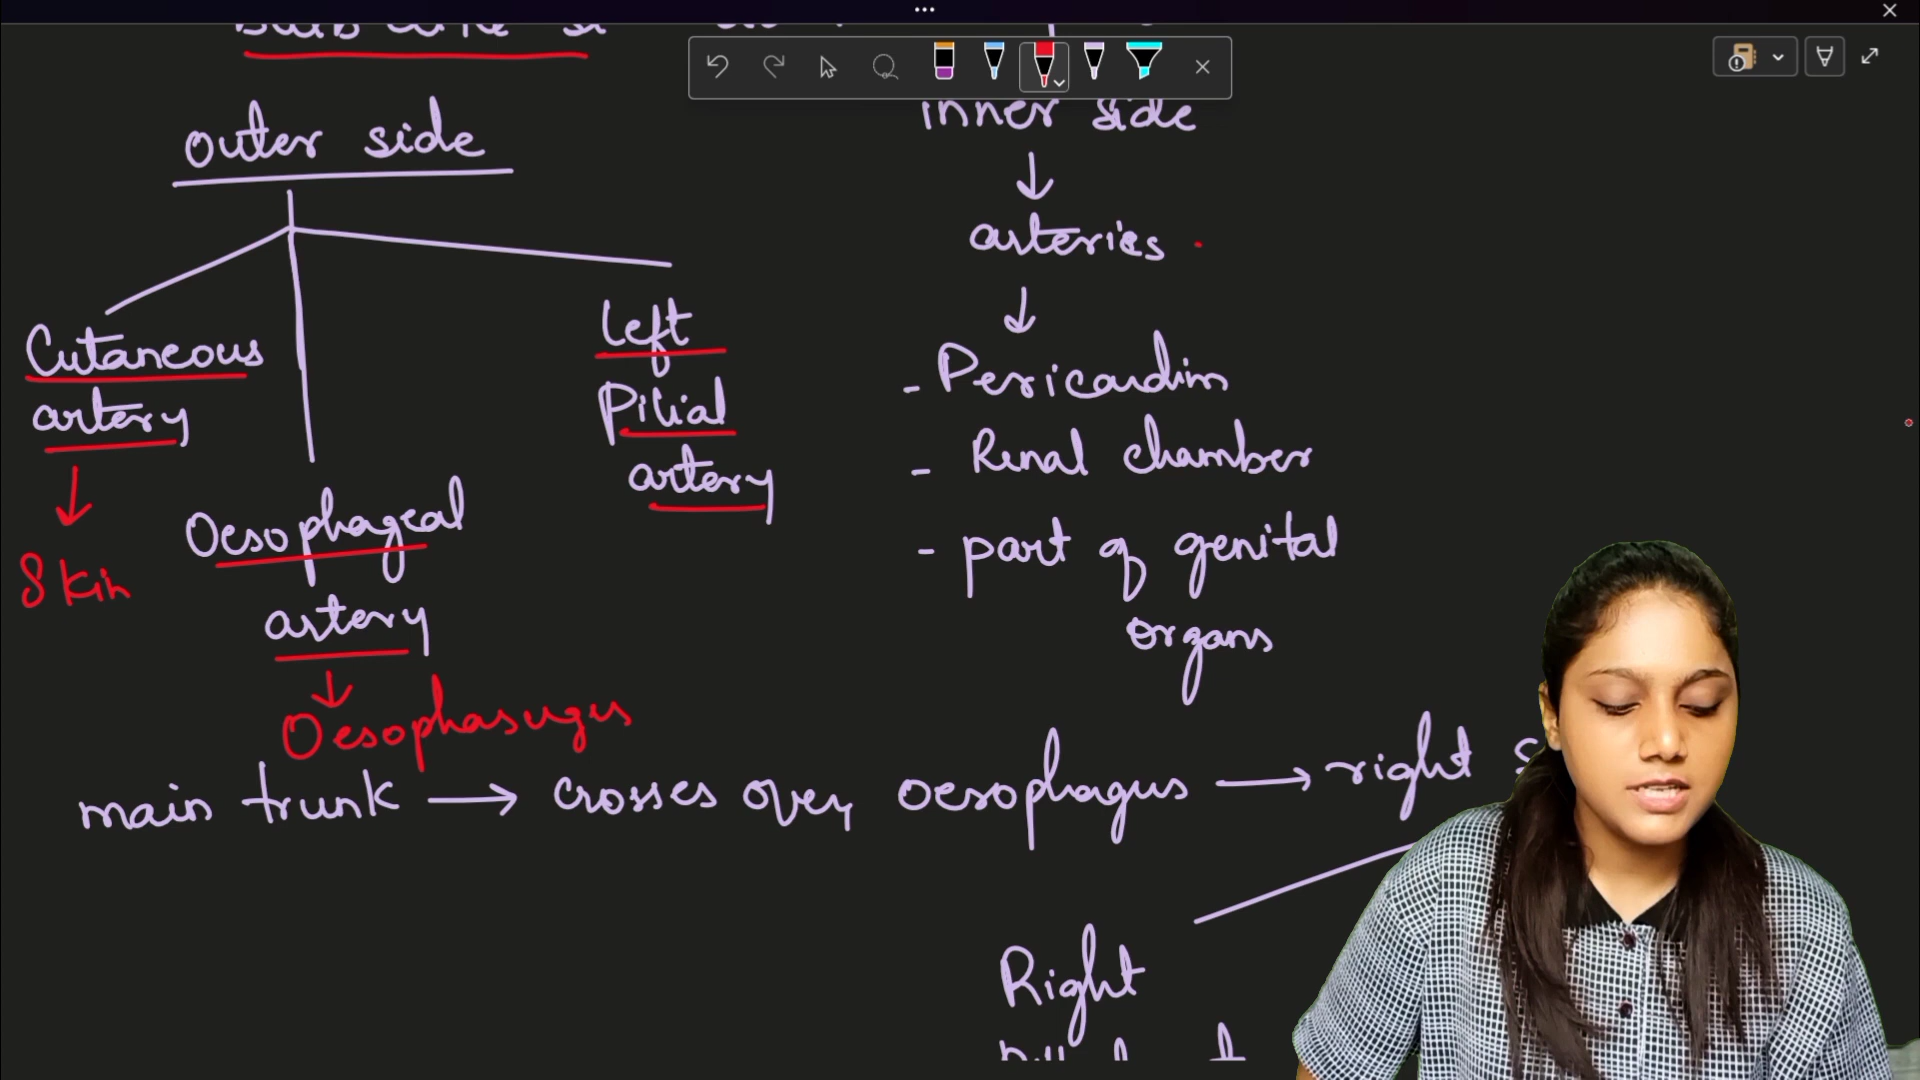 outer side
inner side
arteries
Cutaneous
artery
Skin
Oesophageal
artery
Oesophasugus
Left
Pilial
artery
- Pericardim
- Renal chamber
- part of genital
organs
main trunk → crosses over oesophagus → right
Right